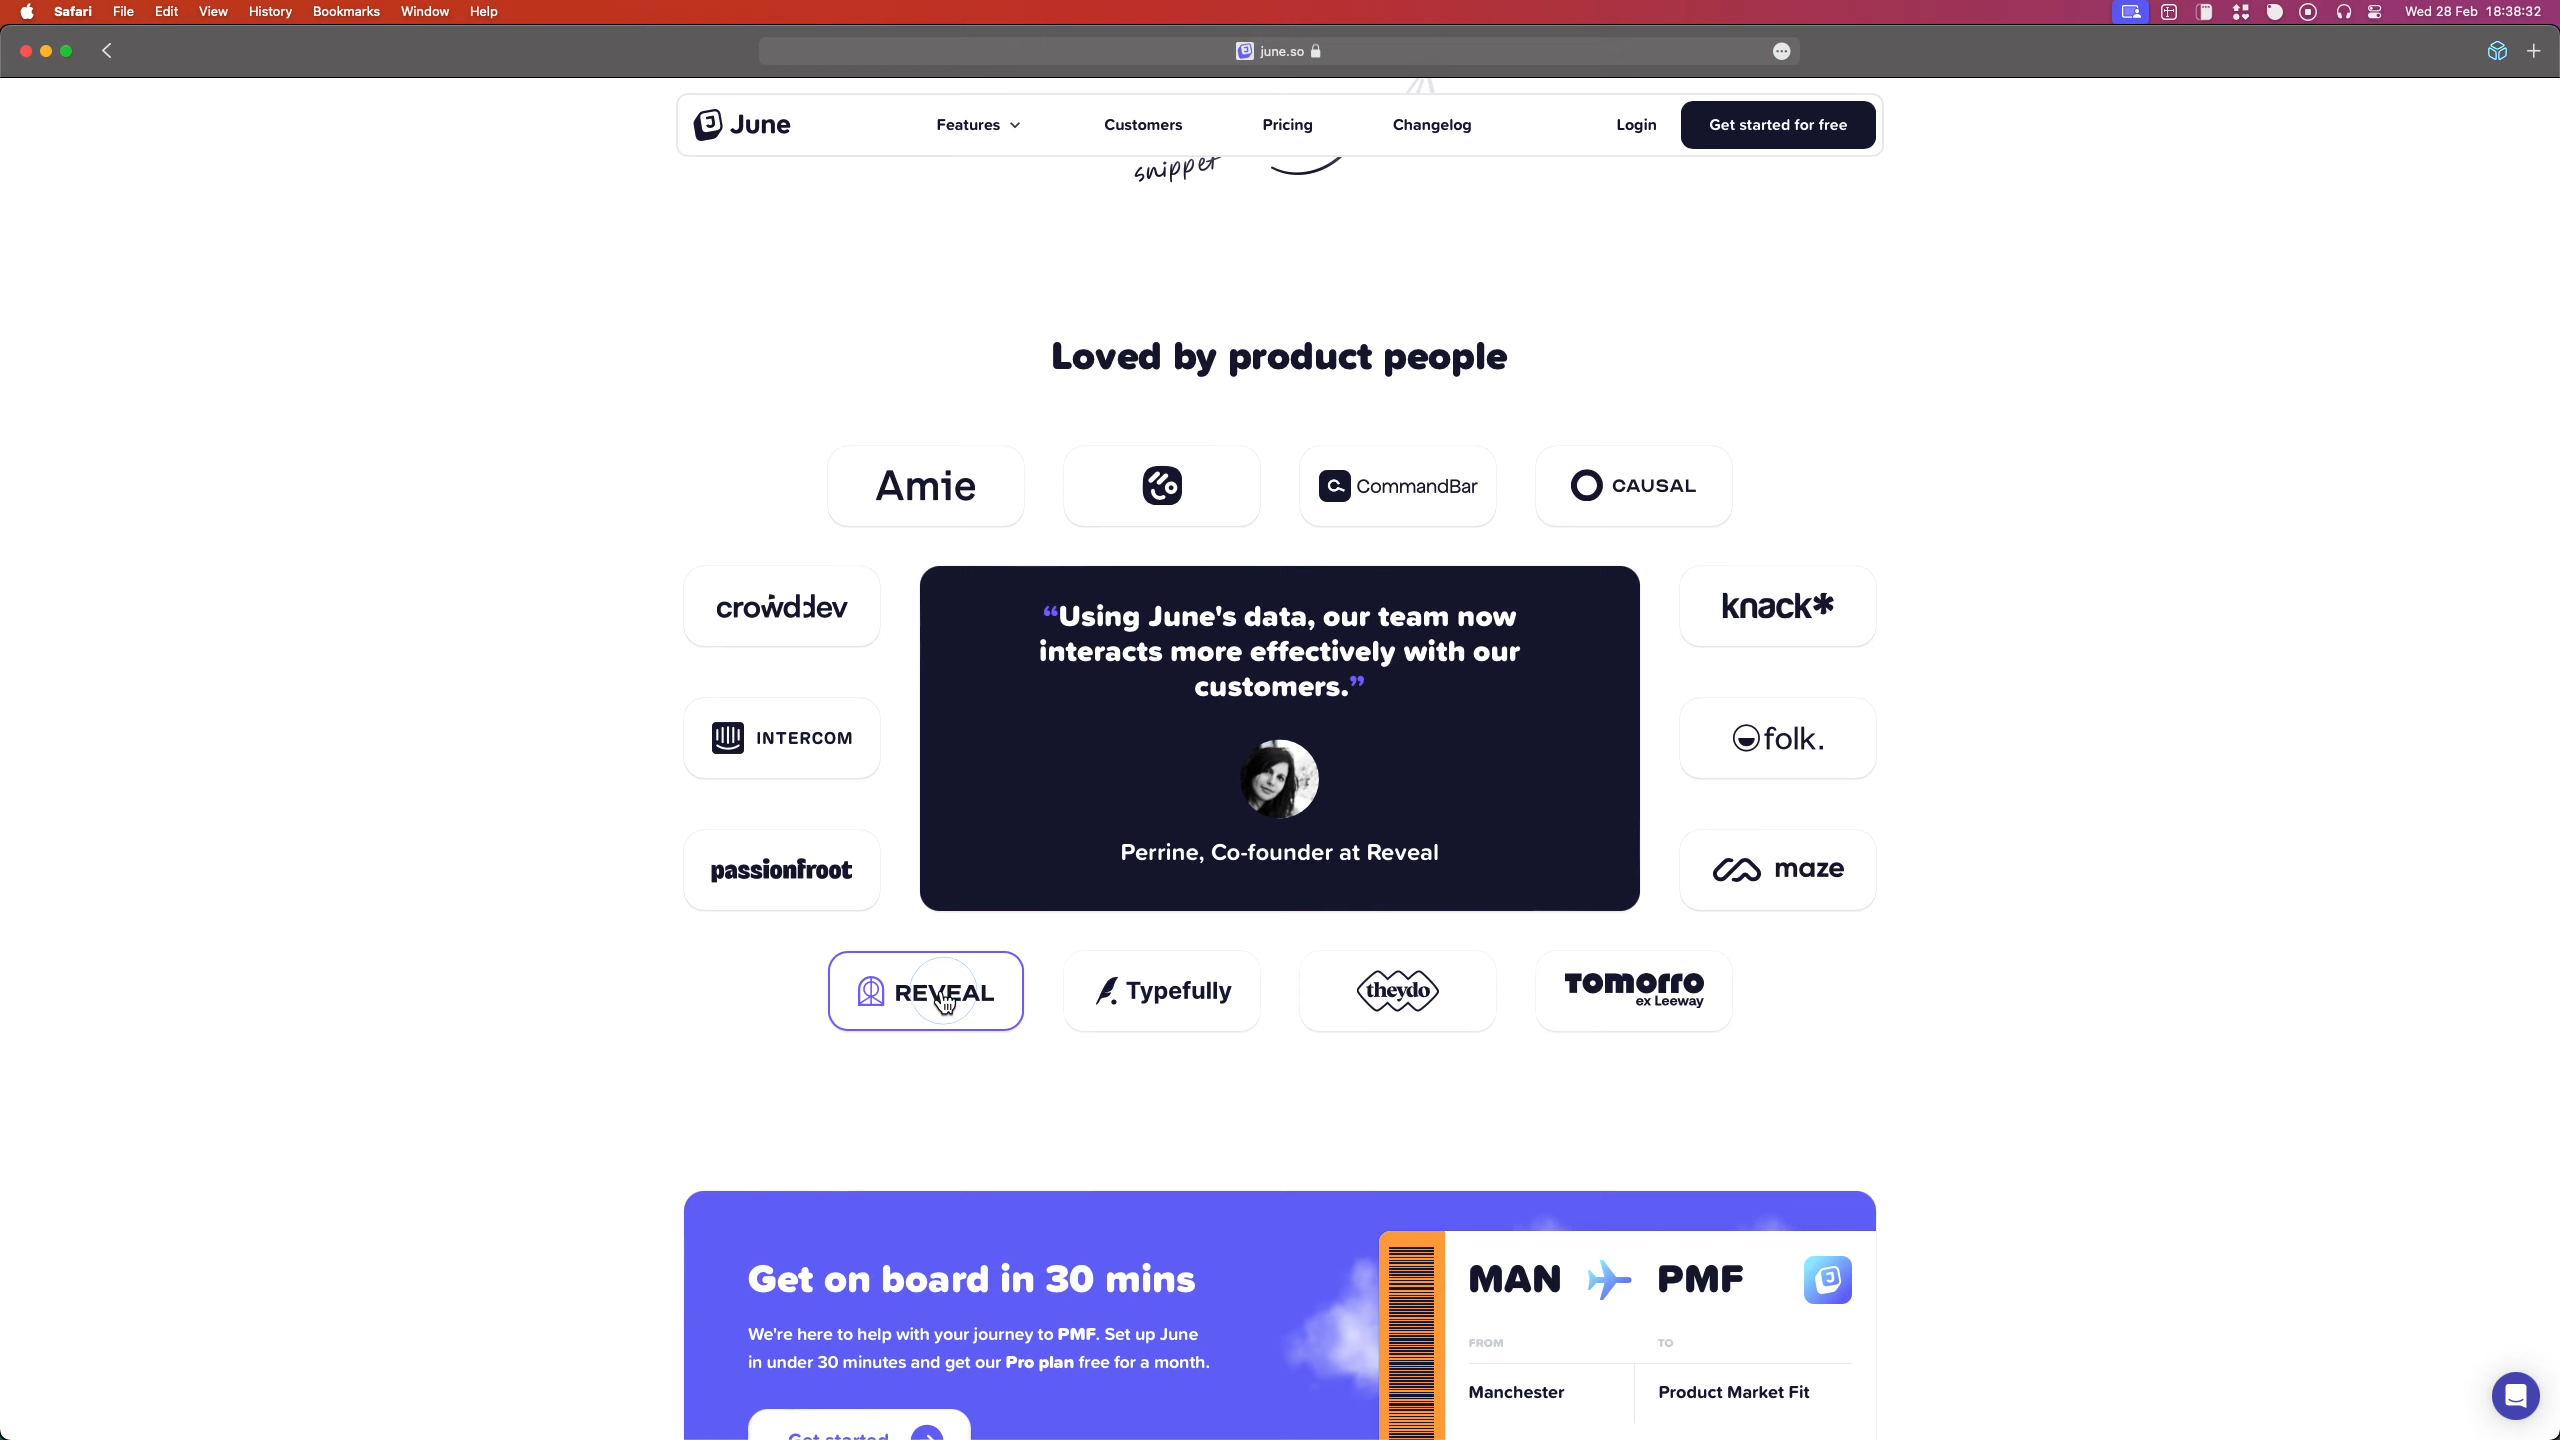 Safari File Edit View History Bookmarks Window Help
Wed 28 Feb 18:38:32
june.so
June
Features
Customers
Pricing
Changelog
Login
Get started for free
snippet
Loved by product people
Amie
CommandBar
CAUSAL
crowd.dev
“Using June's data, our team now
interacts more effectively with our
customers.”
knack*
INTERCOM
folk.
Perrine, Co-founder at Reveal
passionfroot
maze
REVEAL
Typefully
theydo
Tomorro
ex Leeway
Get on board in 30 mins
We're here to help with your journey to PMF. Set up June
in under 30 minutes and get our Pro plan free for a month.
Get started
MAN PMF
FROM TO
Manchester Product Market Fit